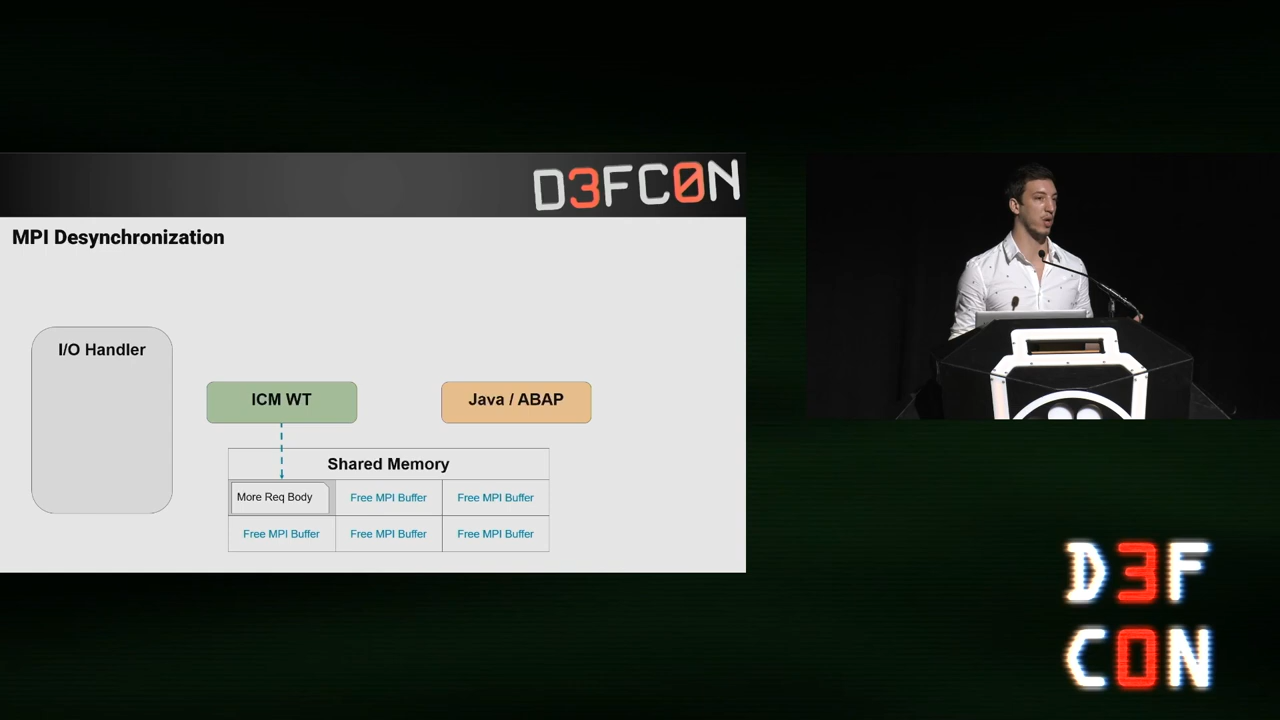 D3FC0N
MPI Desynchronization
I/O Handler
ICM WT
Java / ABAP
Shared Memory
More Req Body
Free MPI Buffer
Free MPI Buffer
Free MPI Buffer
Free MPI Buffer
Free MPI Buffer
D3F
C0N